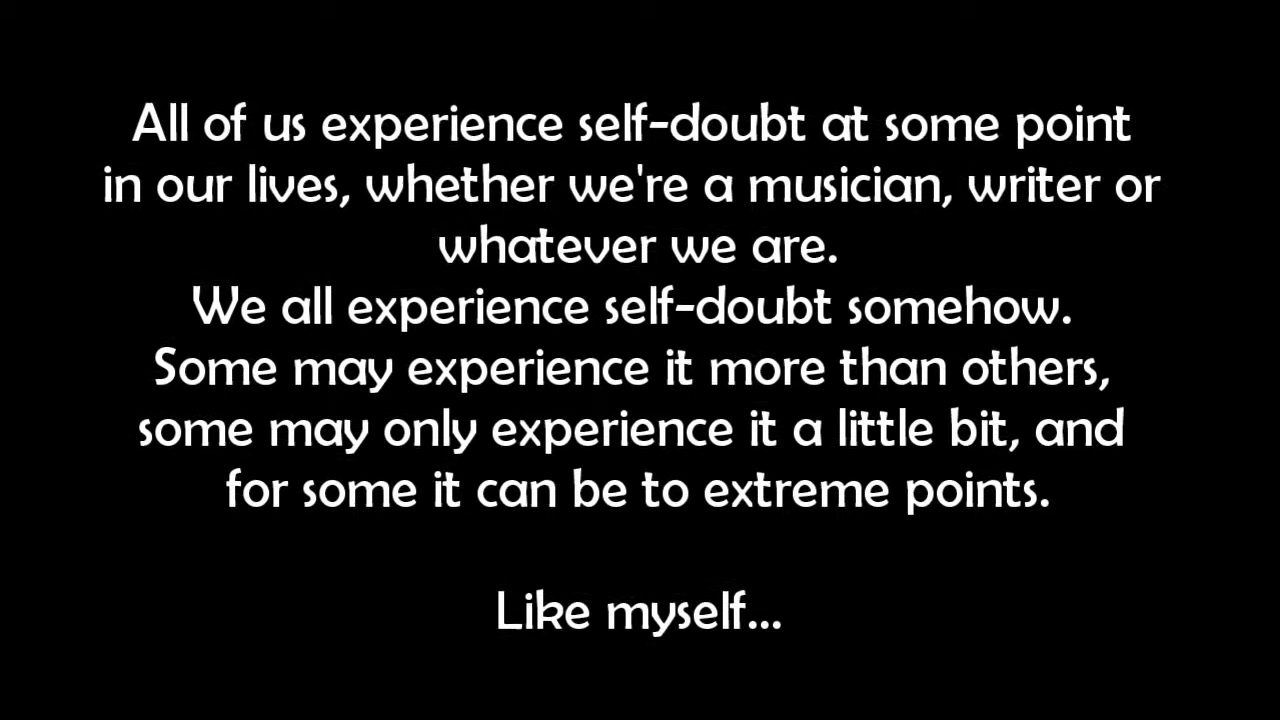 All of us experience self-doubt at some point
in our lives, whether we're a musician, writer or
whatever we are.
We all experience self-doubt somehow.
Some may experience it more than others,
some may only experience it a little bit, and
for some it can be to extreme points.
Like myself...